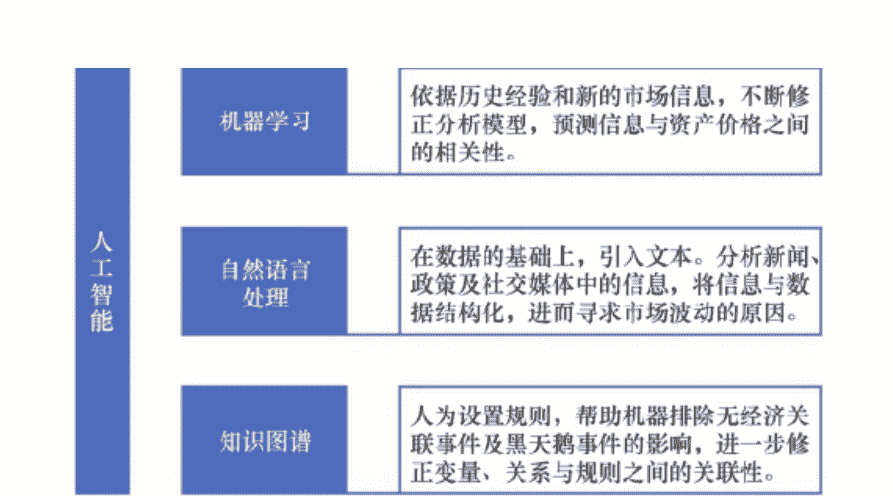 人
工
智
能
机器学习
依据历史经验和新的市场信息，不断修
正分析模型，预测信息与资产价格之间
的相关性。
自然语言
处理
在数据的基础上，引入文本。分析新闻、
政策及社交媒体中的信息，将信息与数
据结构化，进而寻求市场波动的原因。
知识图谱
人为设置规则，帮助机器排除无经济关
联事件及黑天鹅事件的影响，进一步修
正变量、关系与规则之间的关联性。